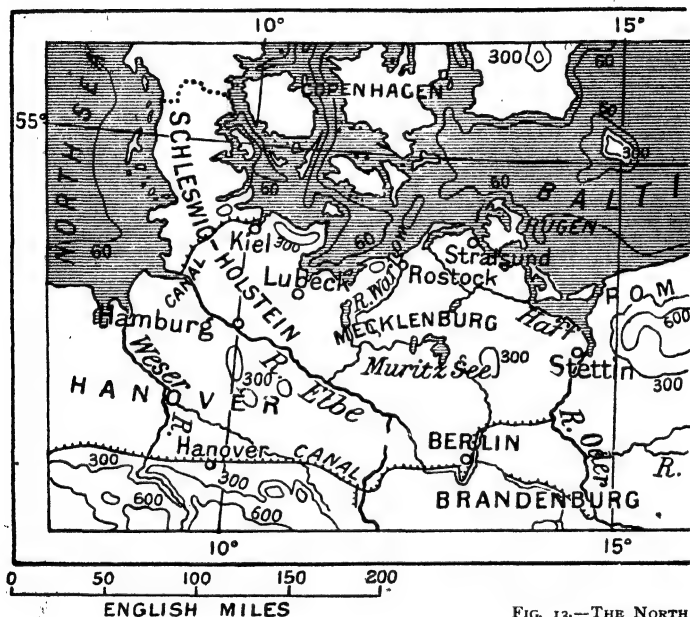 10° 15°
300
60
COPENHAGEN
NORTH SEA
55°
60
SCHLESWIG-HOLSTEIN
300
60
60
BALTI
RÜGEN
Kiel
300
60
Stralsund
CANAL
Lubeck
R. Warnow
Rostock
POM
Hamburg
MECKLENBURG
Haff
600
Weser
R. Elbe
Muritz See
300
Stettin
300
HANOVER
300
R.
R. Oder
Hanover
CANAL
BERLIN
R.
300
300
600
600
BRANDENBURG
10° 15°
0 50 100 150 200
ENGLISH MILES
FIG. 13.—THE NORTH